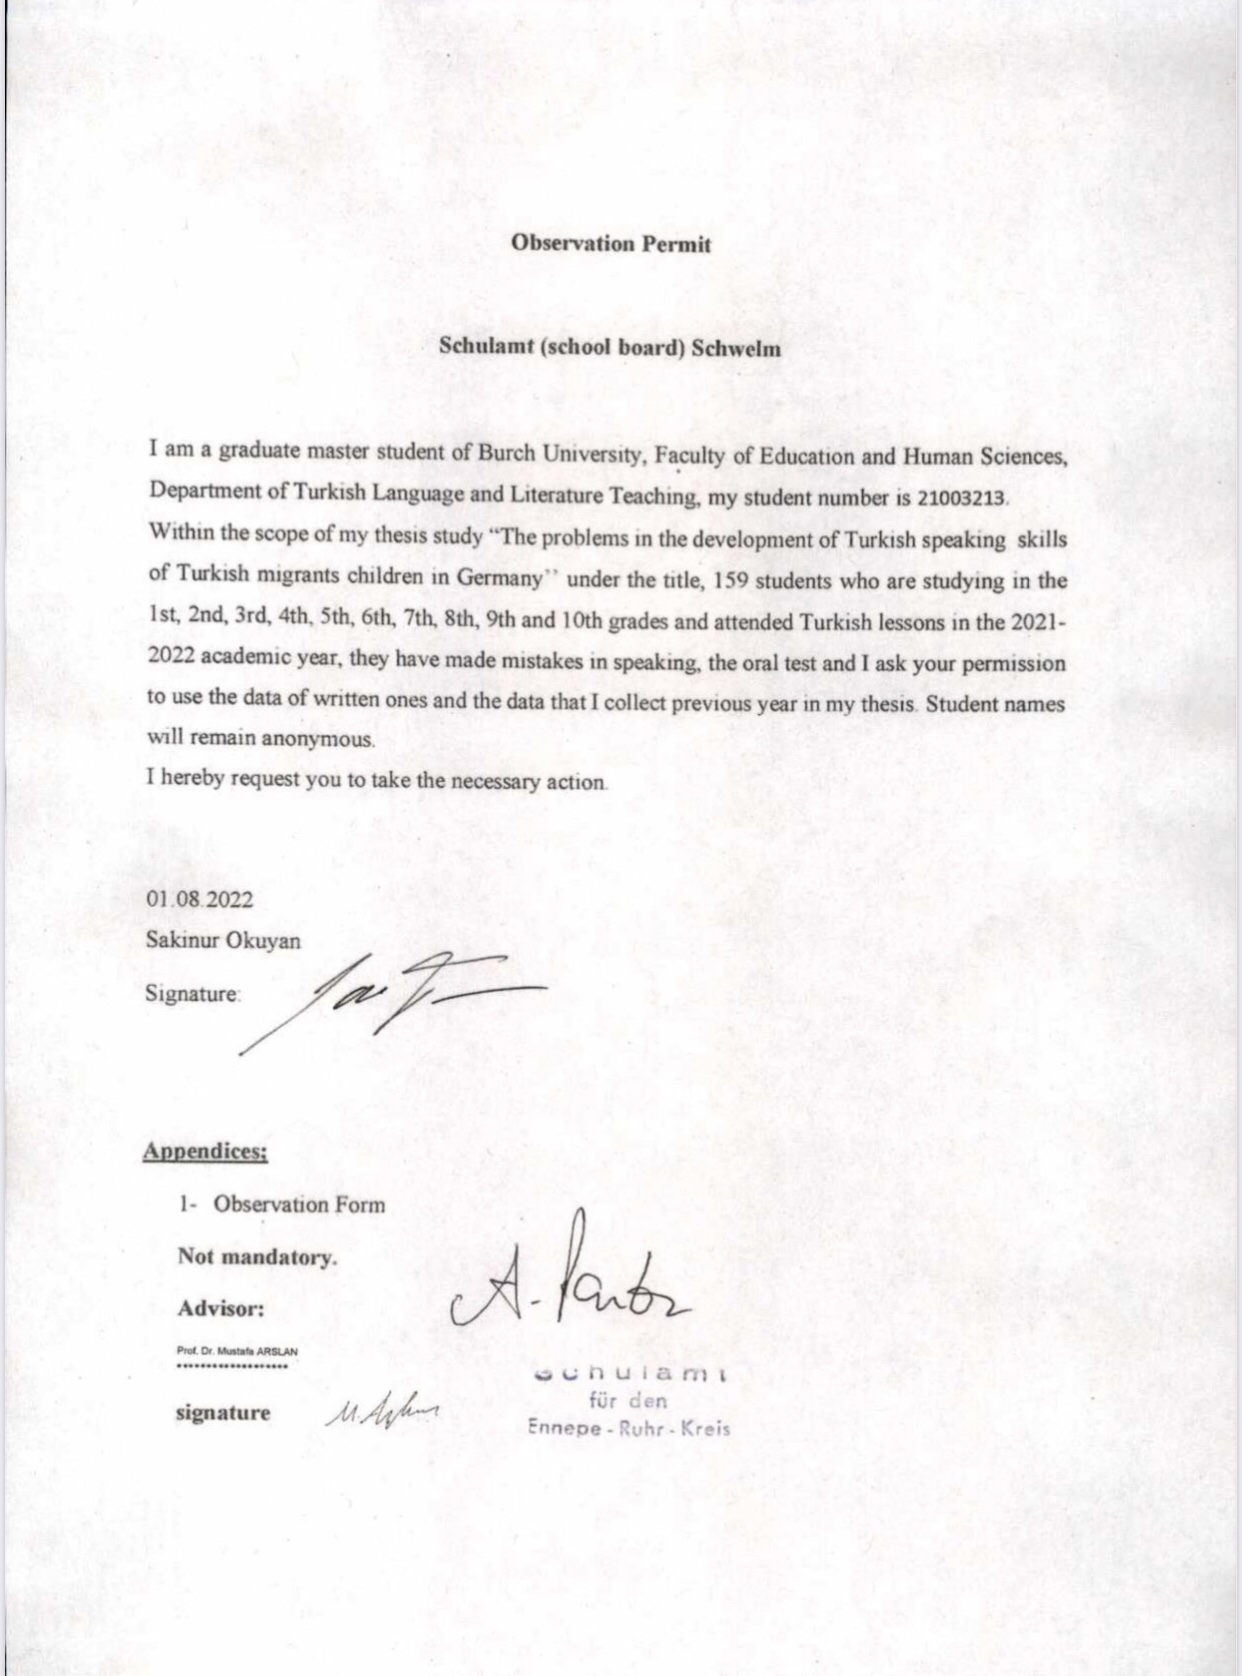 Observation Permit
Schulamt (school board) Schwelm
I am a graduate master student of Burch University, Faculty of Education and Human Sciences,
Department of Turkish Language and Literature Teaching, my student number is 21003213.
Within the scope of my thesis study “The problems in the development of Turkish speaking skills
of Turkish migrants children in Germany’’ under the title, 159 students who are studying in the
1st, 2nd, 3rd, 4th, 5th, 6th, 7th, 8th, 9th and 10th grades and attended Turkish lessons in the 2021-
2022 academic year, they have made mistakes in speaking, the oral test and I ask your permission
to use the data of written ones and the data that I collect previous year in my thesis. Student names
will remain anonymous.
I hereby request you to take the necessary action.
01.08.2022
Sakinur Okuyan
Signature:
Appendices:
1- Observation Form
Not mandatory.
Advisor:
Prof. Dr. Mustafa ARSLAN
signature
Schulamt
für den
Ennepe - Ruhr - Kreis